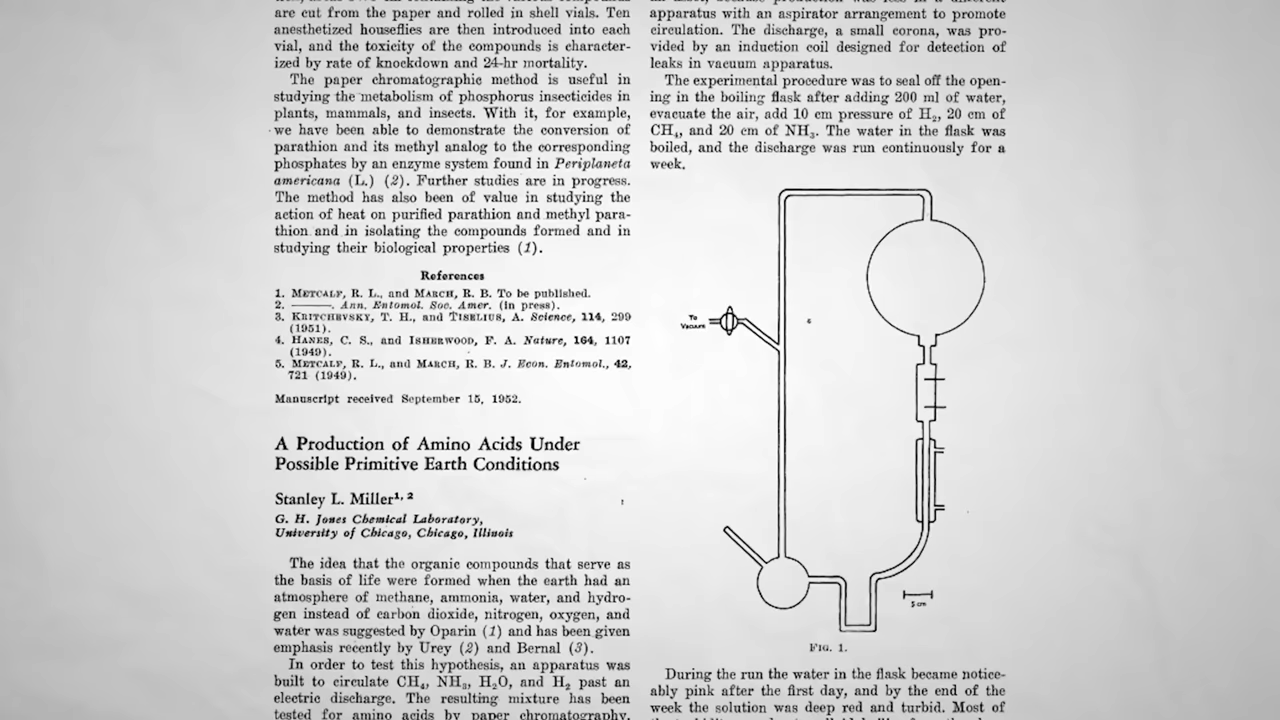 are cut from the paper and rolled in shell vials. Ten
anesthetized houseflies are then introduced into each
vial, and the toxicity of the compounds is character-
ized by rate of knockdown and 24-hr mortality.
The paper chromatographic method is useful in
studying the metabolism of phosphorus insecticides in
plants, mammals, and insects. With it, for example,
we have been able to demonstrate the conversion of
parathion and its methyl analog to the corresponding
phosphates by an enzyme system found in Periplaneta
americana (L.) (2). Further studies are in progress.
The method has also been of value in studying the
action of heat on purified parathion and methyl para-
thion and in isolating the compounds formed and in
studying their biological properties (1).
References
1. METCALF, R. L., and MARCH, R. B. To be published.
2. ———. Ann. Entomol. Soc. Amer. (in press).
3. KRITCHEVSKY, T. H., and TISELIUS, A. Science, 114, 299
(1951).
4. HANES, C. S., and ISHERWOOD, F. A. Nature, 164, 1107
(1949).
5. METCALF, R. L., and MARCH, R. B. J. Econ. Entomol., 42,
721 (1949).
Manuscript received September 15, 1952.
A Production of Amino Acids Under
Possible Primitive Earth Conditions
Stanley L. Miller1, 2
G. H. Jones Chemical Laboratory,
University of Chicago, Chicago, Illinois
The idea that the organic compounds that serve as
the basis of life were formed when the earth had an
atmosphere of methane, ammonia, water, and hydro-
gen instead of carbon dioxide, nitrogen, oxygen, and
water was suggested by Oparin (1) and has been given
emphasis recently by Urey (2) and Bernal (3).
In order to test this hypothesis, an apparatus was
built to circulate CH4, NH3, H2O, and H2 past an
electric discharge. The resulting mixture has been
tested for amino acids by paper chromatography.
apparatus with an aspirator arrangement to promote
circulation. The discharge, a small corona, was pro-
vided by an induction coil designed for detection of
leaks in vacuum apparatus.
The experimental procedure was to seal off the open-
ing in the boiling flask after adding 200 ml of water,
evacuate the air, add 10 cm pressure of H2, 20 cm of
CH4, and 20 cm of NH3. The water in the flask was
boiled, and the discharge was run continuously for a
week.
To
Vacuum
5 cm
FIG. 1.
During the run the water in the flask became notice-
ably pink after the first day, and by the end of the
week the solution was deep red and turbid. Most of